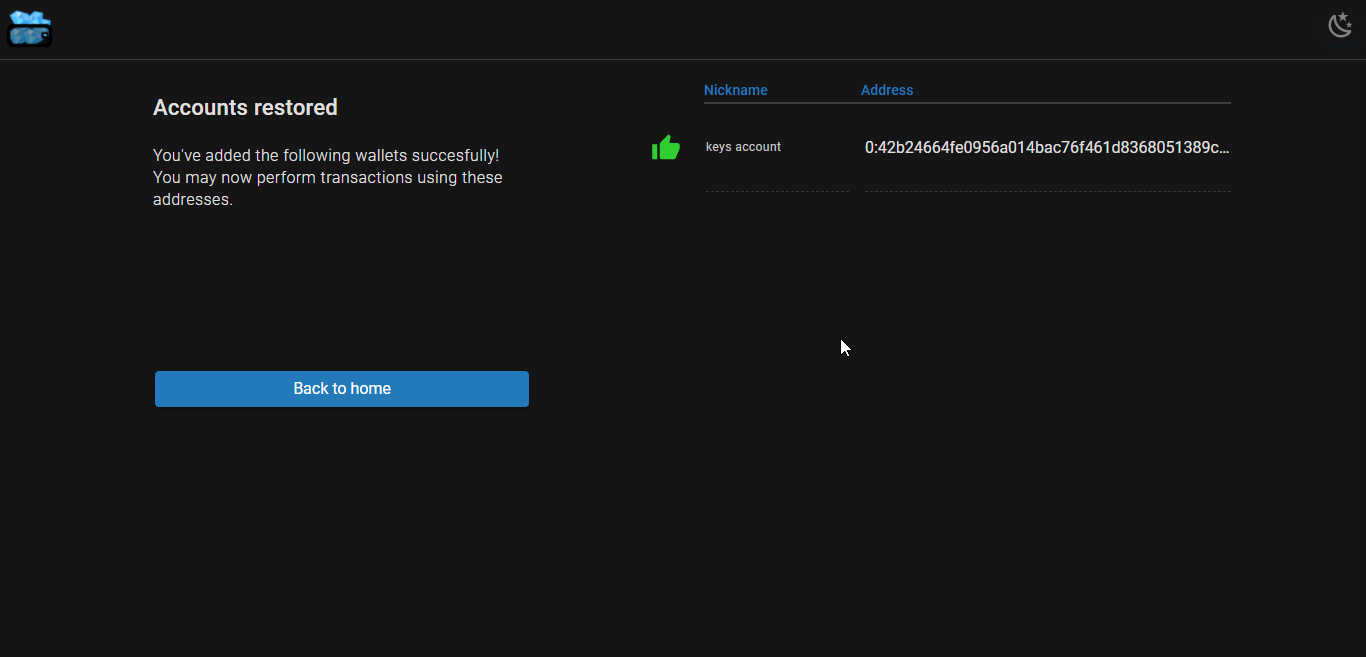 Accounts restored
You've added the following wallets succesfully!
You may now perform transactions using these
addresses.
Back to home
Nickname Address
keys account 0:42b24664fe0956a014bac76f461d8368051389c...